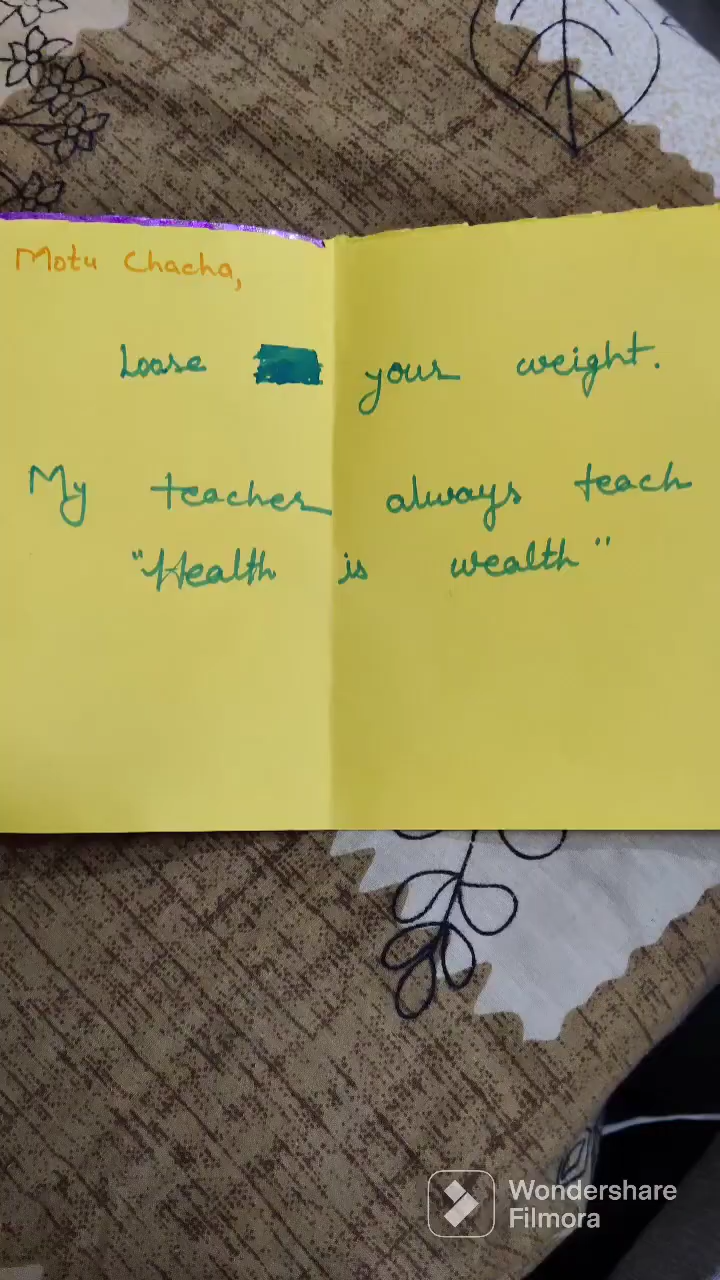 Motu Chacha,
Loose your weight.
My teacher always teach
"Health is wealth"
Wondershare
Filmora